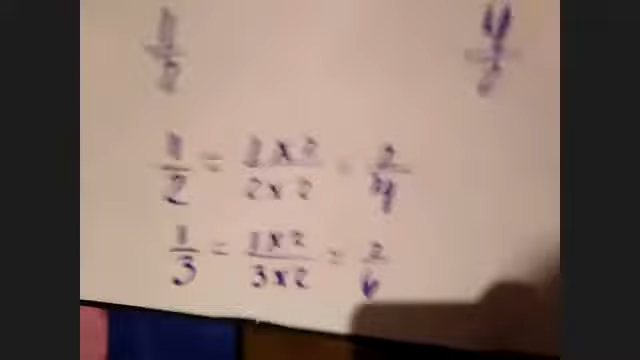 1/2 = 1x2/2x2 = 2/4
1/3 = 1x2/3x2 = 2/6